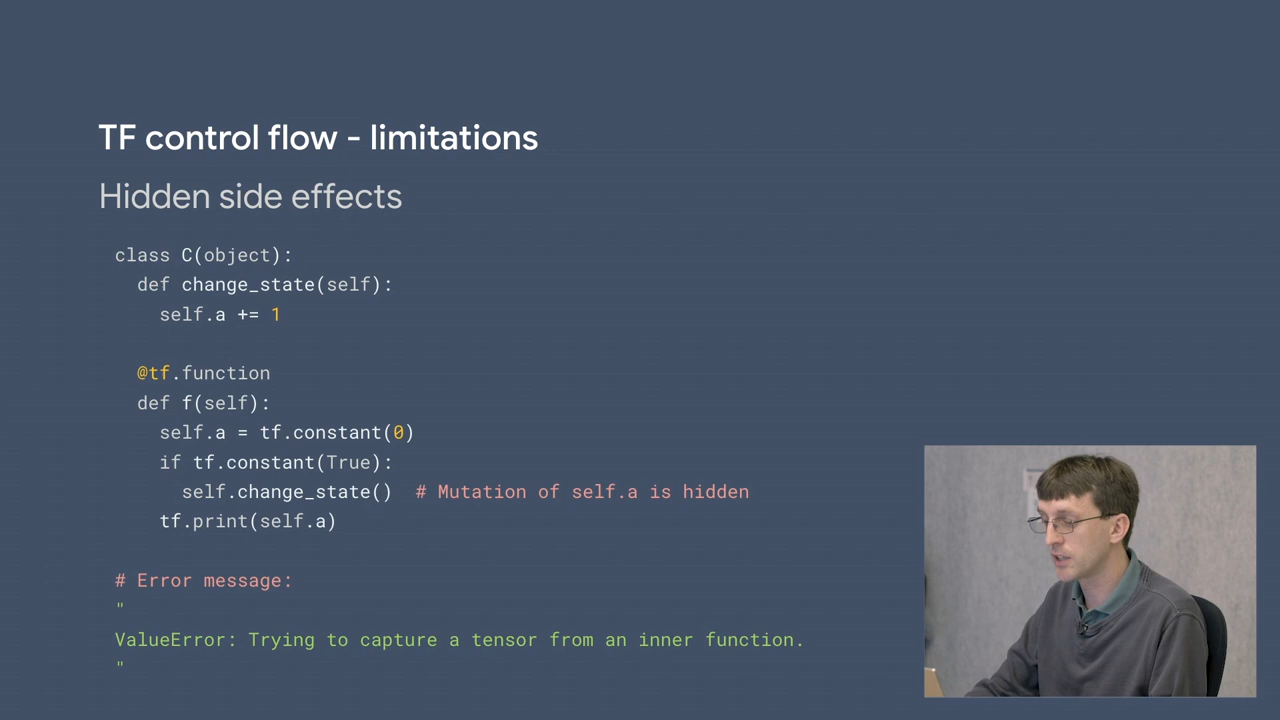 TF control flow - limitations
Hidden side effects
class C(object):
  def change_state(self):
    self.a += 1
  @tf.function
  def f(self):
    self.a = tf.constant(0)
    if tf.constant(True):
      self.change_state()  # Mutation of self.a is hidden
    tf.print(self.a)
# Error message:
"
ValueError: Trying to capture a tensor from an inner function.
"